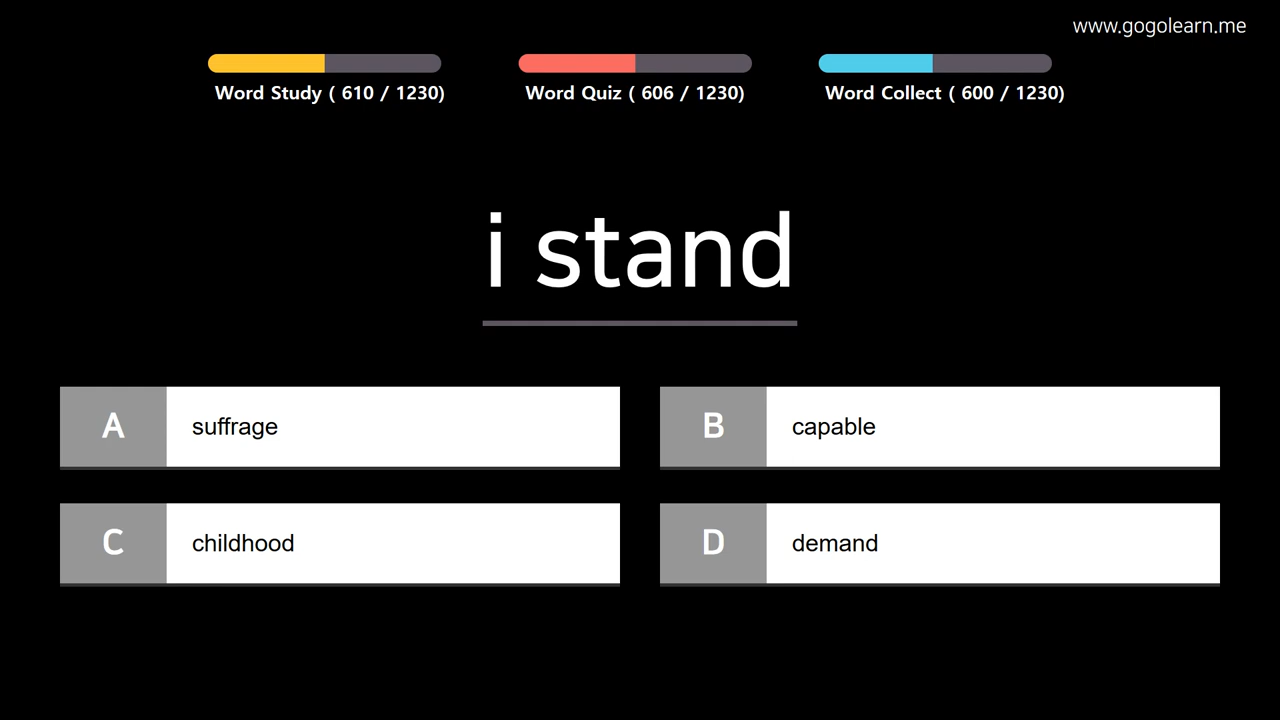 www.gogolearn.me
Word Study ( 610 / 1230)
Word Quiz ( 606 / 1230)
Word Collect ( 600 / 1230)
i stand
A suffrage
B capable
C childhood
D demand